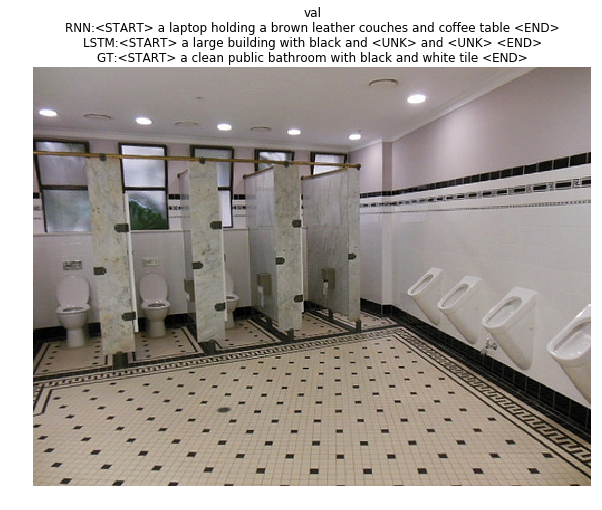 val
RNN:<START> a laptop holding a brown leather couches and coffee table <END>
LSTM:<START> a large building with black and <UNK> and <UNK> <END>
GT:<START> a clean public bathroom with black and white tile <END>